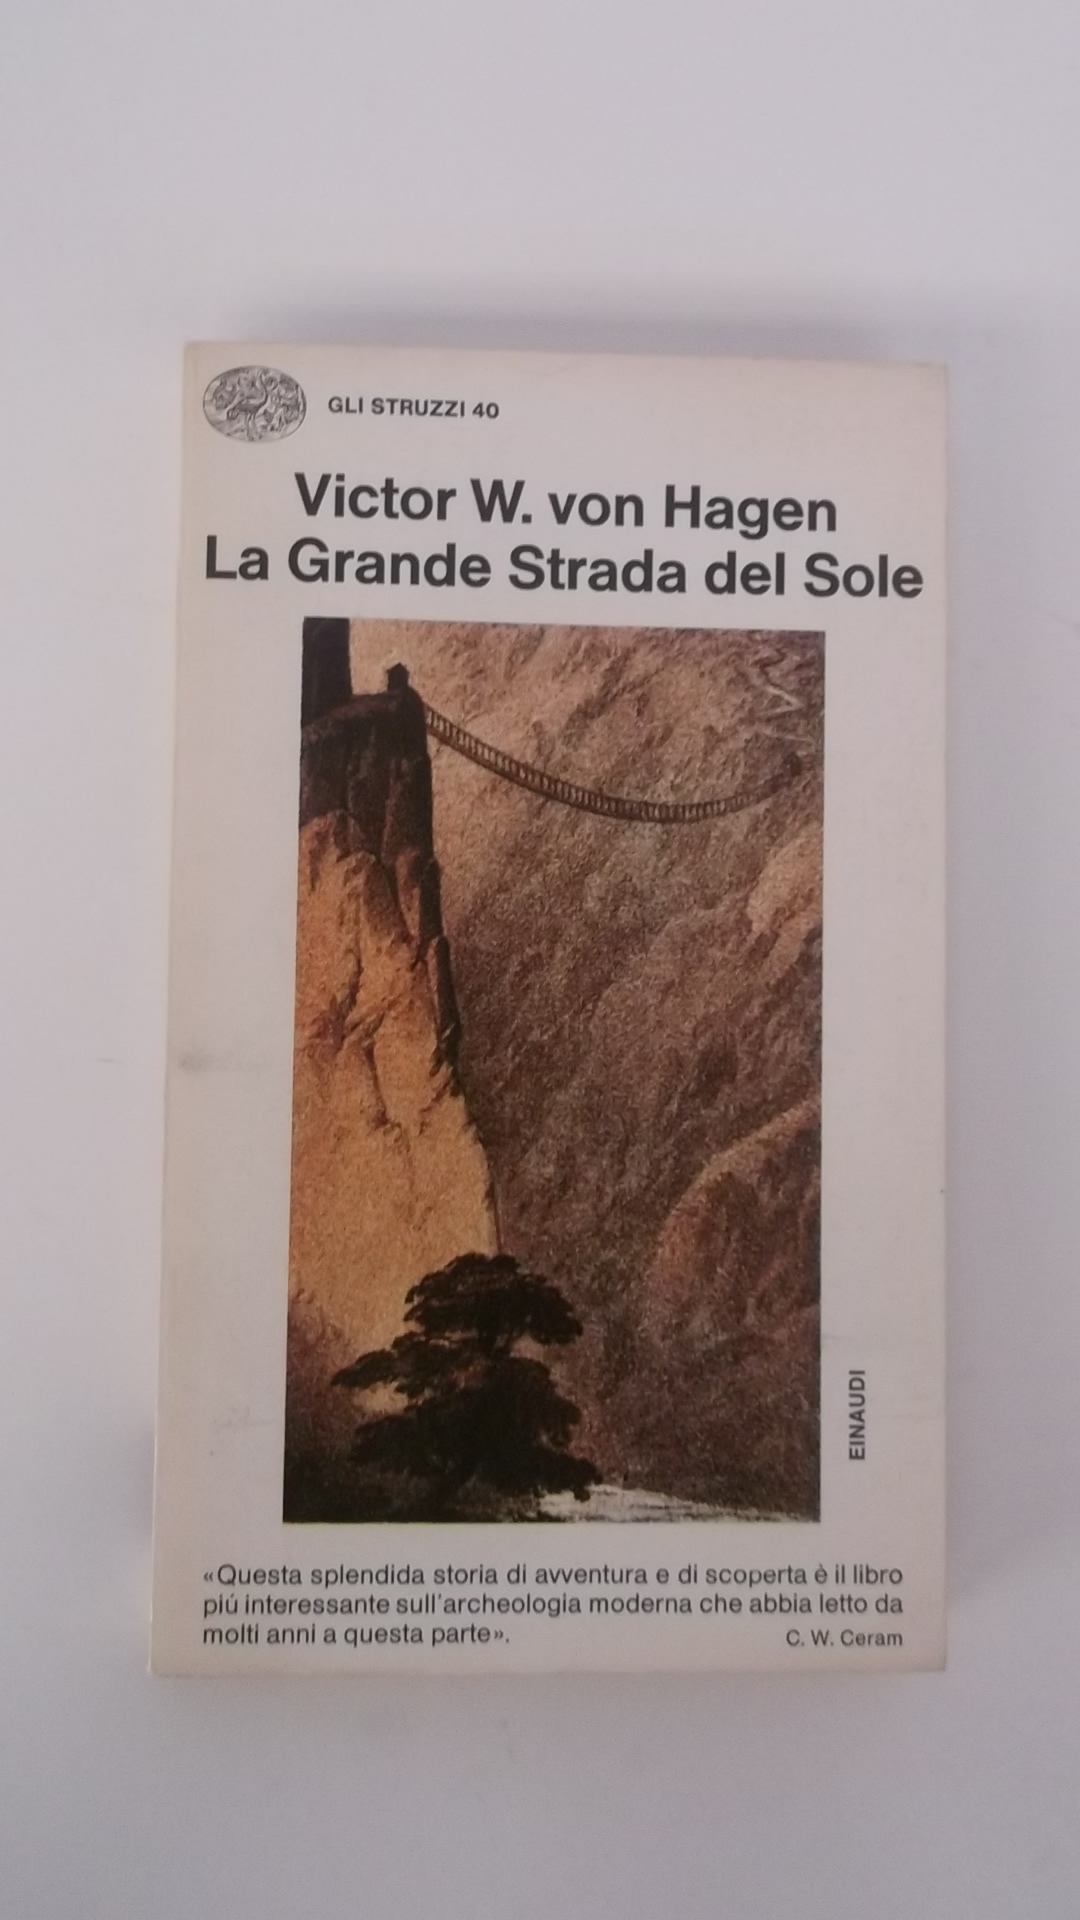 GLI STRUZZI 40
Victor W. von Hagen
La Grande Strada del Sole
EINAUDI
«Questa splendida storia di avventura e di scoperta è il libro
piú interessante sull'archeologia moderna che abbia letto da
molti anni a questa parte».
C. W. Ceram